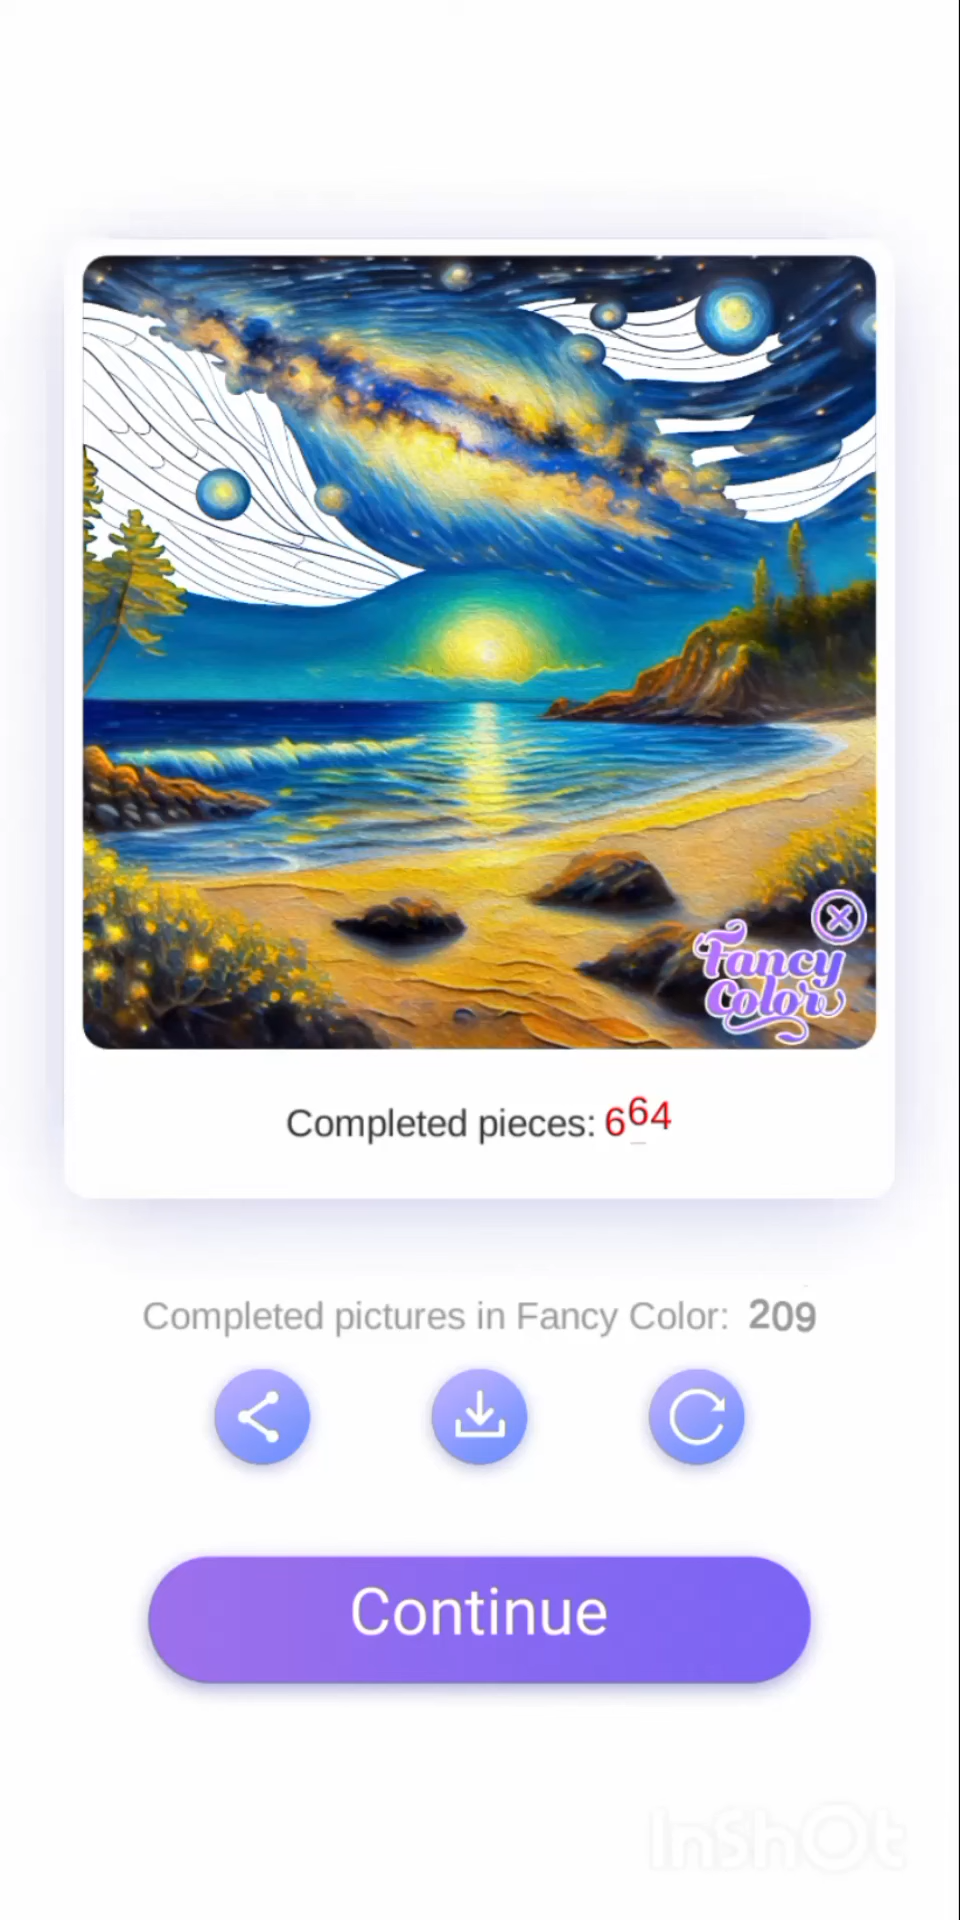 Fancy
Color
Completed pieces: 664
Completed pictures in Fancy Color: 209
Continue
InShOt